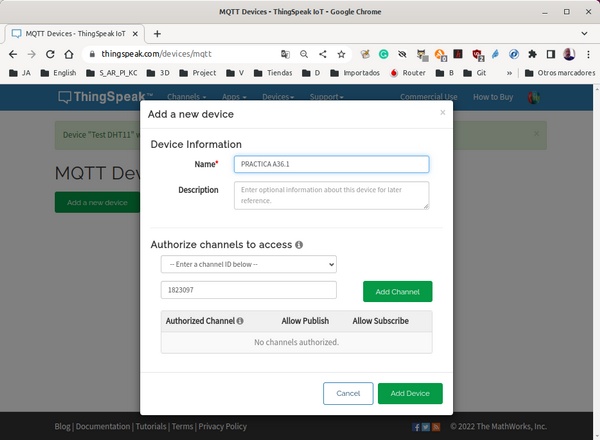 MQTT Devices - ThingSpeak IoT - Google Chrome
MQTT Devices - ThingSpeak IoT
thingspeak.com/devices/mqtt
JA English S_AR_PI_KC 3D Project V Tiendas D Importados Router B Git » Otros marcadores
ThingSpeak™ Channels Apps Devices Support Commercial Use How to Buy
Add a new device ×
Device "Test DHT11" ×
Device Information
Name* PRACTICA A36.1
MQTT Dev
Description Enter optional information about this device for later
reference.
Add a new device
Authorize channels to access
-- Enter a channel ID below --
1823097 Add Channel
Authorized Channel Allow Publish Allow Subscribe
No channels authorized.
Cancel Add Device
Blog | Documentation | Tutorials | Terms | Privacy Policy © 2022 The MathWorks, Inc.